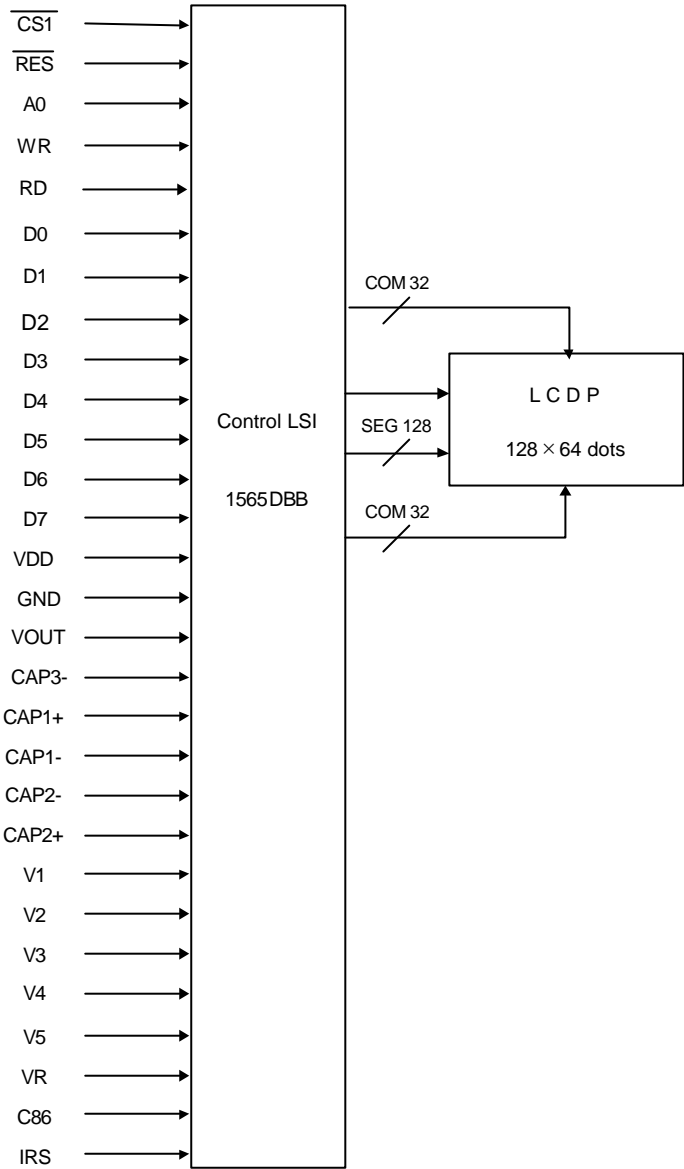 CS1
RES
A0
WR
RD
D0
D1
D2
D3
D4
D5
D6
D7
VDD
GND
VOUT
CAP3-
CAP1+
CAP1-
CAP2-
CAP2+
V1
V2
V3
V4
V5
VR
C86
IRS
Control LSI
1565DBB
COM 32
SEG 128
COM 32
L C D P
128 × 64 dots